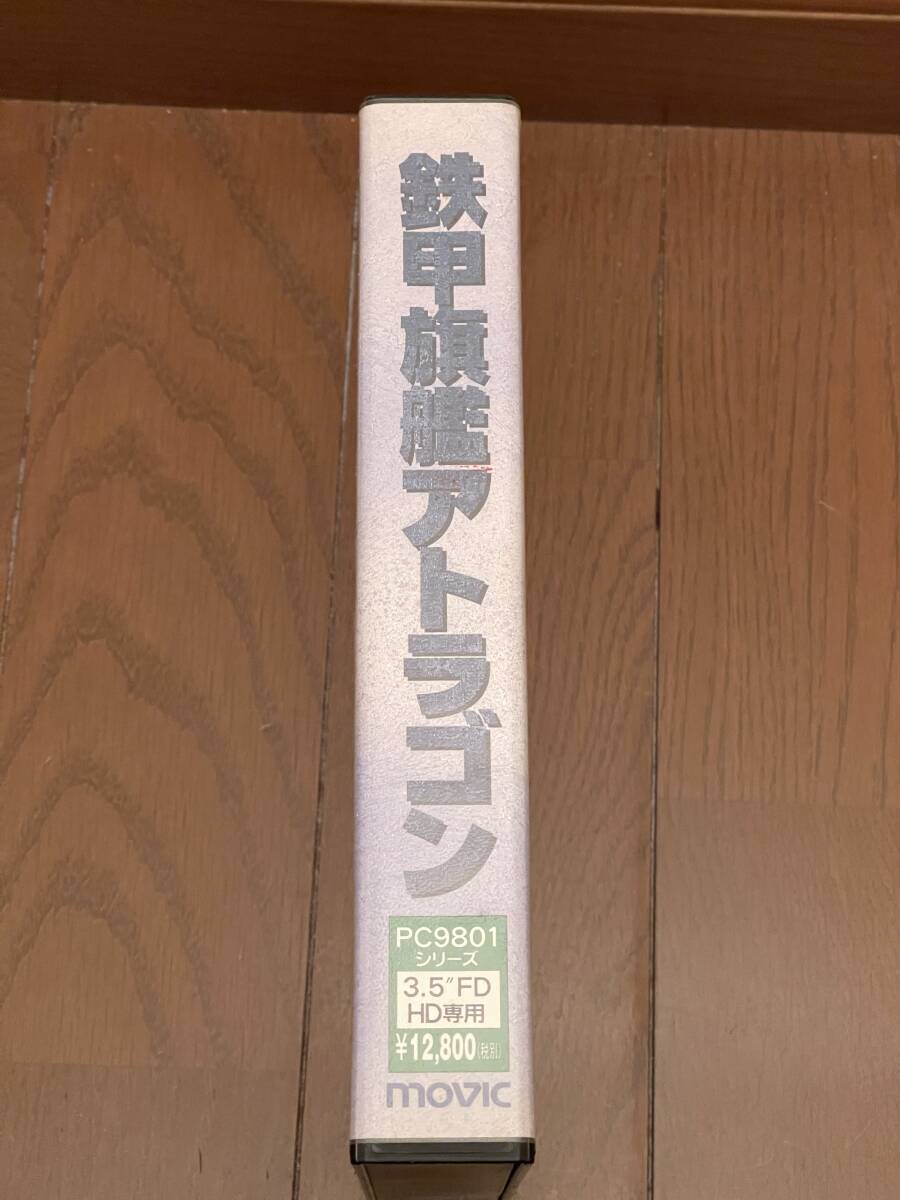 鉄甲旗艦アトラゴン
PC9801
シリーズ
3.5″FD
HD専用
¥12,800(税別)
movic